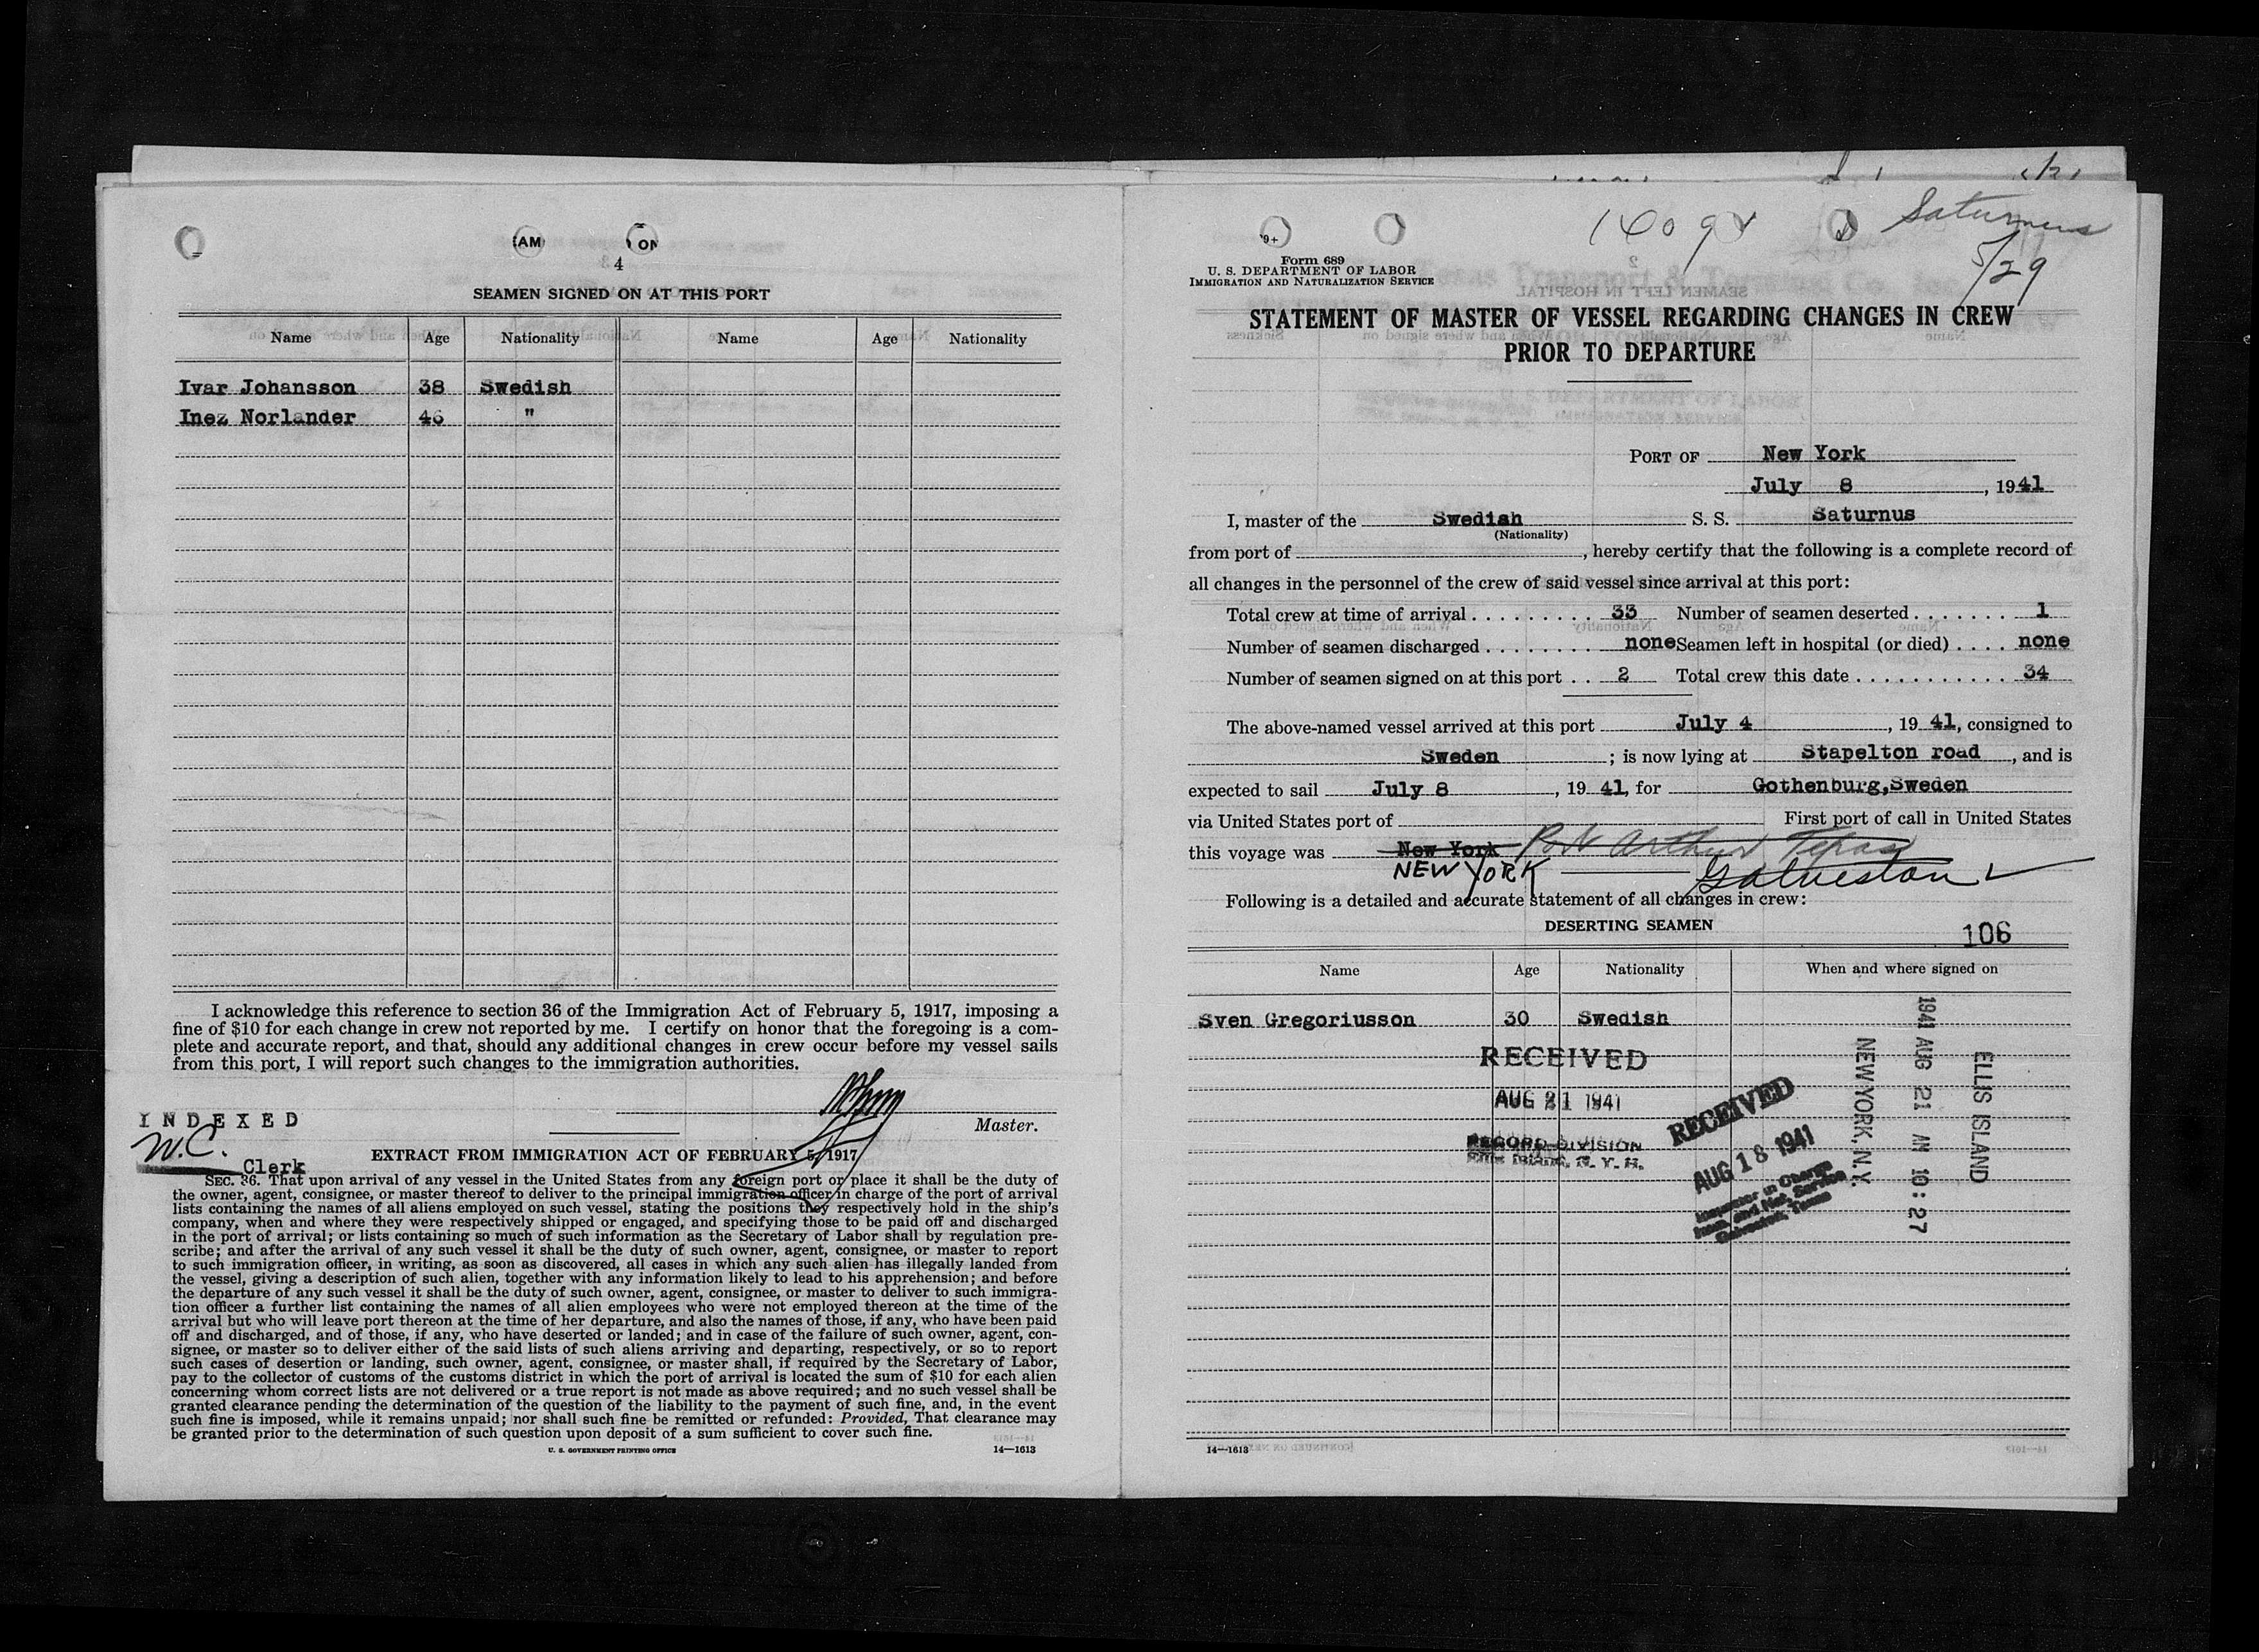 4
SEAMEN SIGNED ON AT THIS PORT
Name Age Nationality Name Age Nationality
Ivar Johansson 38 Swedish
Inez Norlander 46 "
I acknowledge this reference to section 36 of the Immigration Act of February 5, 1917, imposing a
fine of $10 for each change in crew not reported by me. I certify on honor that the foregoing is a com-
plete and accurate report, and that, should any additional changes in crew occur before my vessel sails
from this port, I will report such changes to the immigration authorities.
Master.
INDEXED
W.C.
Clerk
EXTRACT FROM IMMIGRATION ACT OF FEBRUARY 5, 1917
SEC. 36. That upon arrival of any vessel in the United States from any foreign port or place it shall be the duty of
the owner, agent, consignee, or master thereof to deliver to the principal immigration officer in charge of the port of arrival
lists containing the names of all aliens employed on such vessel, stating the positions they respectively hold in the ship's
company, when and where they were respectively shipped or engaged, and specifying those to be paid off and discharged
in the port of arrival; or lists containing so much of such information as the Secretary of Labor shall by regulation pre-
scribe; and after the arrival of any such vessel it shall be the duty of such owner, agent, consignee, or master to report
to such immigration officer, in writing, as soon as discovered, all cases in which any such alien has illegally landed from
the vessel, giving a description of such alien, together with any information likely to lead to his apprehension; and before
the departure of any such vessel it shall be the duty of such owner, agent, consignee, or master to deliver to such immigra-
tion officer a further list containing the names of all alien employees who were not employed thereon at the time of the
arrival but who will leave port thereon at the time of her departure, and also the names of those, if any, who have been paid
off and discharged, and of those, if any, who have deserted or landed; and in case of the failure of such owner, agent, con-
signee, or master so to deliver either of the said lists of such aliens arriving and departing, respectively, or so to report
such cases of desertion or landing, such owner, agent, consignee, or master shall, if required by the Secretary of Labor,
pay to the collector of customs of the customs district in which the port of arrival is located the sum of $10 for each alien
concerning whom correct lists are not delivered or a true report is not made as above required; and no such vessel shall be
granted clearance pending the determination of the question of the liability to the payment of such fine, and, in the event
such fine is imposed, while it remains unpaid; nor shall such fine be remitted or refunded: Provided, That clearance may
be granted prior to the determination of such question upon deposit of a sum sufficient to cover such fine.
U. S. GOVERNMENT PRINTING OFFICE 14—1613
Saturnus
5/29
Form 689
U. S. DEPARTMENT OF LABOR
IMMIGRATION AND NATURALIZATION SERVICE
STATEMENT OF MASTER OF VESSEL REGARDING CHANGES IN CREW
PRIOR TO DEPARTURE
PORT OF New York
July 8, 1941
I, master of the Swedish S. S. Saturnus
(Nationality)
from port of , hereby certify that the following is a complete record of
all changes in the personnel of the crew of said vessel since arrival at this port:
Total crew at time of arrival . . . . . . . . . 33 Number of seamen deserted . . . . . . . 1
Number of seamen discharged . . . . . . . . none Seamen left in hospital (or died) . . . . none
Number of seamen signed on at this port . . 2 Total crew this date . . . . . . . . . . . 34
The above-named vessel arrived at this port July 4, 1941, consigned to
Sweden ; is now lying at Stapelton road, and is
expected to sail July 8, 1941, for Gothenburg,Sweden
via United States port of First port of call in United States
this voyage was New York Port Arthur Texas
NEW YORK Galveston
Following is a detailed and accurate statement of all changes in crew:
DESERTING SEAMEN
106
Name Age Nationality When and where signed on
Sven Gregoriusson 30 Swedish
RECEIVED
AUG 21 1941
RECORD DIVISION
Ellis Island, N. Y. H.
RECEIVED
AUG 18 1941
Inspector in Charge
Imm. and Nat. Service
Galveston, Texas
NEW YORK, N.Y.
1941 AUG 21 AM 10:27
ELLIS ISLAND
14—1613